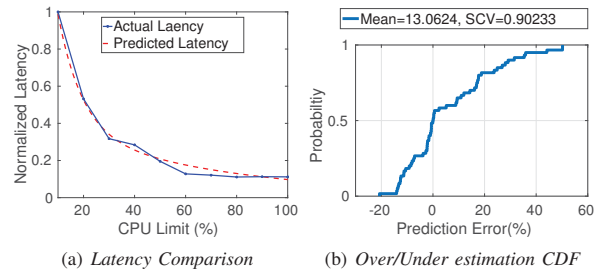 Actual Laency
Predicted Latency
Normalized Latency
1
0.8
0.6
0.4
0.2
0
20 40 60 80 100
CPU Limit (%)
(a) Latency Comparison
Mean=13.0624, SCV=0.90233
Probabiltiy
1
0.5
0
-20 0 20 40 60
Prediction Error(%)
(b) Over/Under estimation CDF